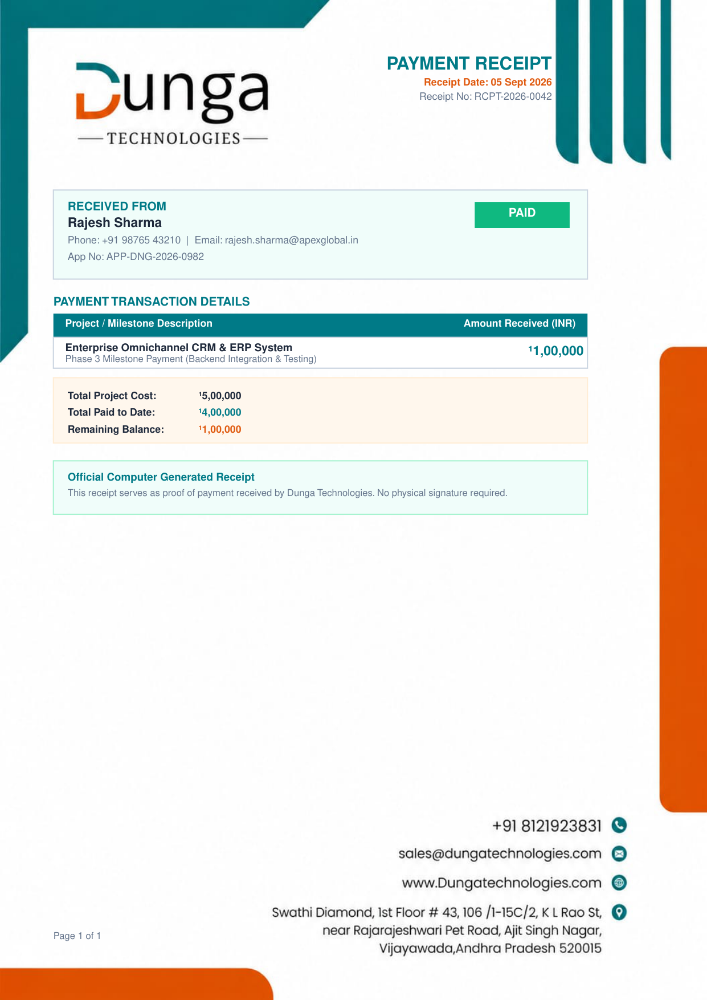 Dunga
TECHNOLOGIES
PAYMENT RECEIPT
Receipt Date: 05 Sept 2026
Receipt No: RCPT-2026-0042
RECEIVED FROM
PAID
Rajesh Sharma
Phone: +91 98765 43210 | Email: rajesh.sharma@apexglobal.in
App No: APP-DNG-2026-0982
PAYMENT TRANSACTION DETAILS
Project / Milestone Description Amount Received (INR)
Enterprise Omnichannel CRM & ERP System ¹1,00,000
Phase 3 Milestone Payment (Backend Integration & Testing)
Total Project Cost: ¹5,00,000
Total Paid to Date: ¹4,00,000
Remaining Balance: ¹1,00,000
Official Computer Generated Receipt
This receipt serves as proof of payment received by Dunga Technologies. No physical signature required.
+91 8121923831
sales@dungatechnologies.com
www.Dungatechnologies.com
Swathi Diamond, 1st Floor # 43, 106 /1-15C/2, K L Rao St,
near Rajarajeshwari Pet Road, Ajit Singh Nagar,
Vijayawada,Andhra Pradesh 520015
Page 1 of 1